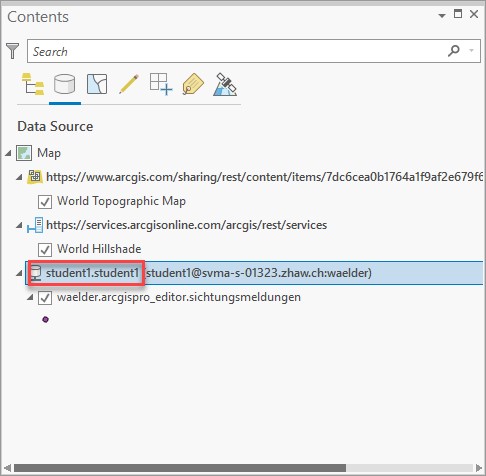 Contents
Search
Data Source
Map
https://www.arcgis.com/sharing/rest/content/items/7dc6cea0b1764a1f9af2e679f6
World Topographic Map
https://services.arcgisonline.com/arcgis/rest/services
World Hillshade
student1.student1 (student1@svma-s-01323.zhaw.ch:waelder)
waelder.arcgispro_editor.sichtungsmeldungen